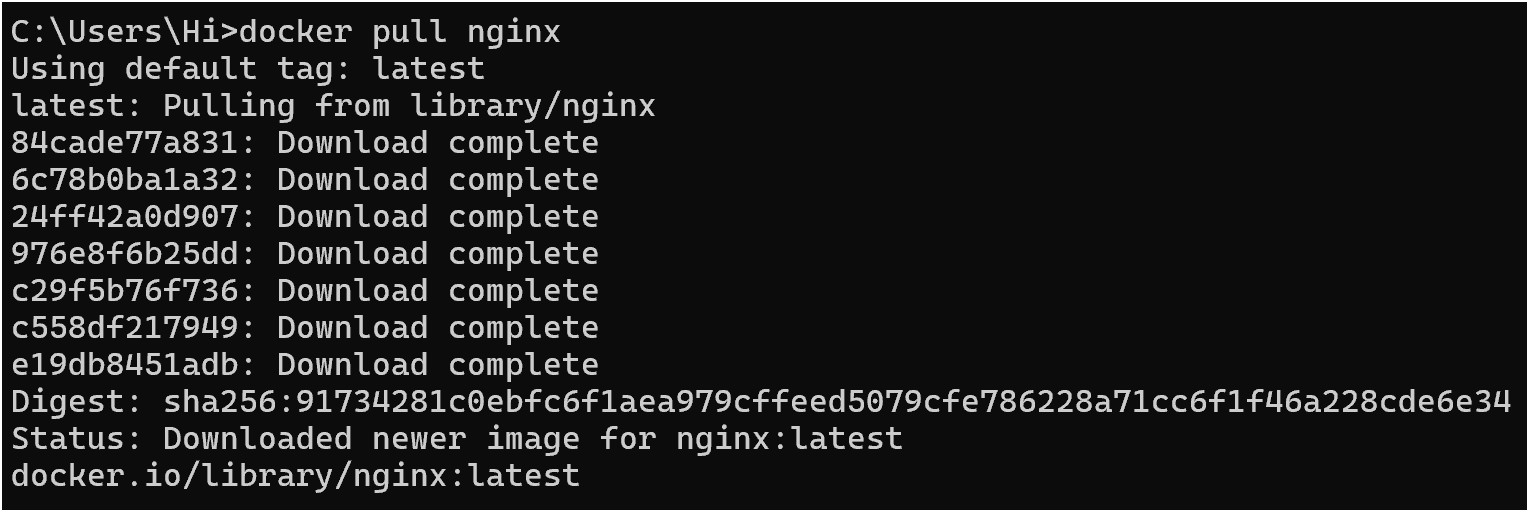 C:\Users\Hi>docker pull nginx
Using default tag: latest
latest: Pulling from library/nginx
84cade77a831: Download complete
6c78b0ba1a32: Download complete
24ff42a0d907: Download complete
976e8f6b25dd: Download complete
c29f5b76f736: Download complete
c558df217949: Download complete
e19db8451adb: Download complete
Digest: sha256:91734281c0ebfc6f1aea979cffeed5079cfe786228a71cc6f1f46a228cde6e34
Status: Downloaded newer image for nginx:latest
docker.io/library/nginx:latest